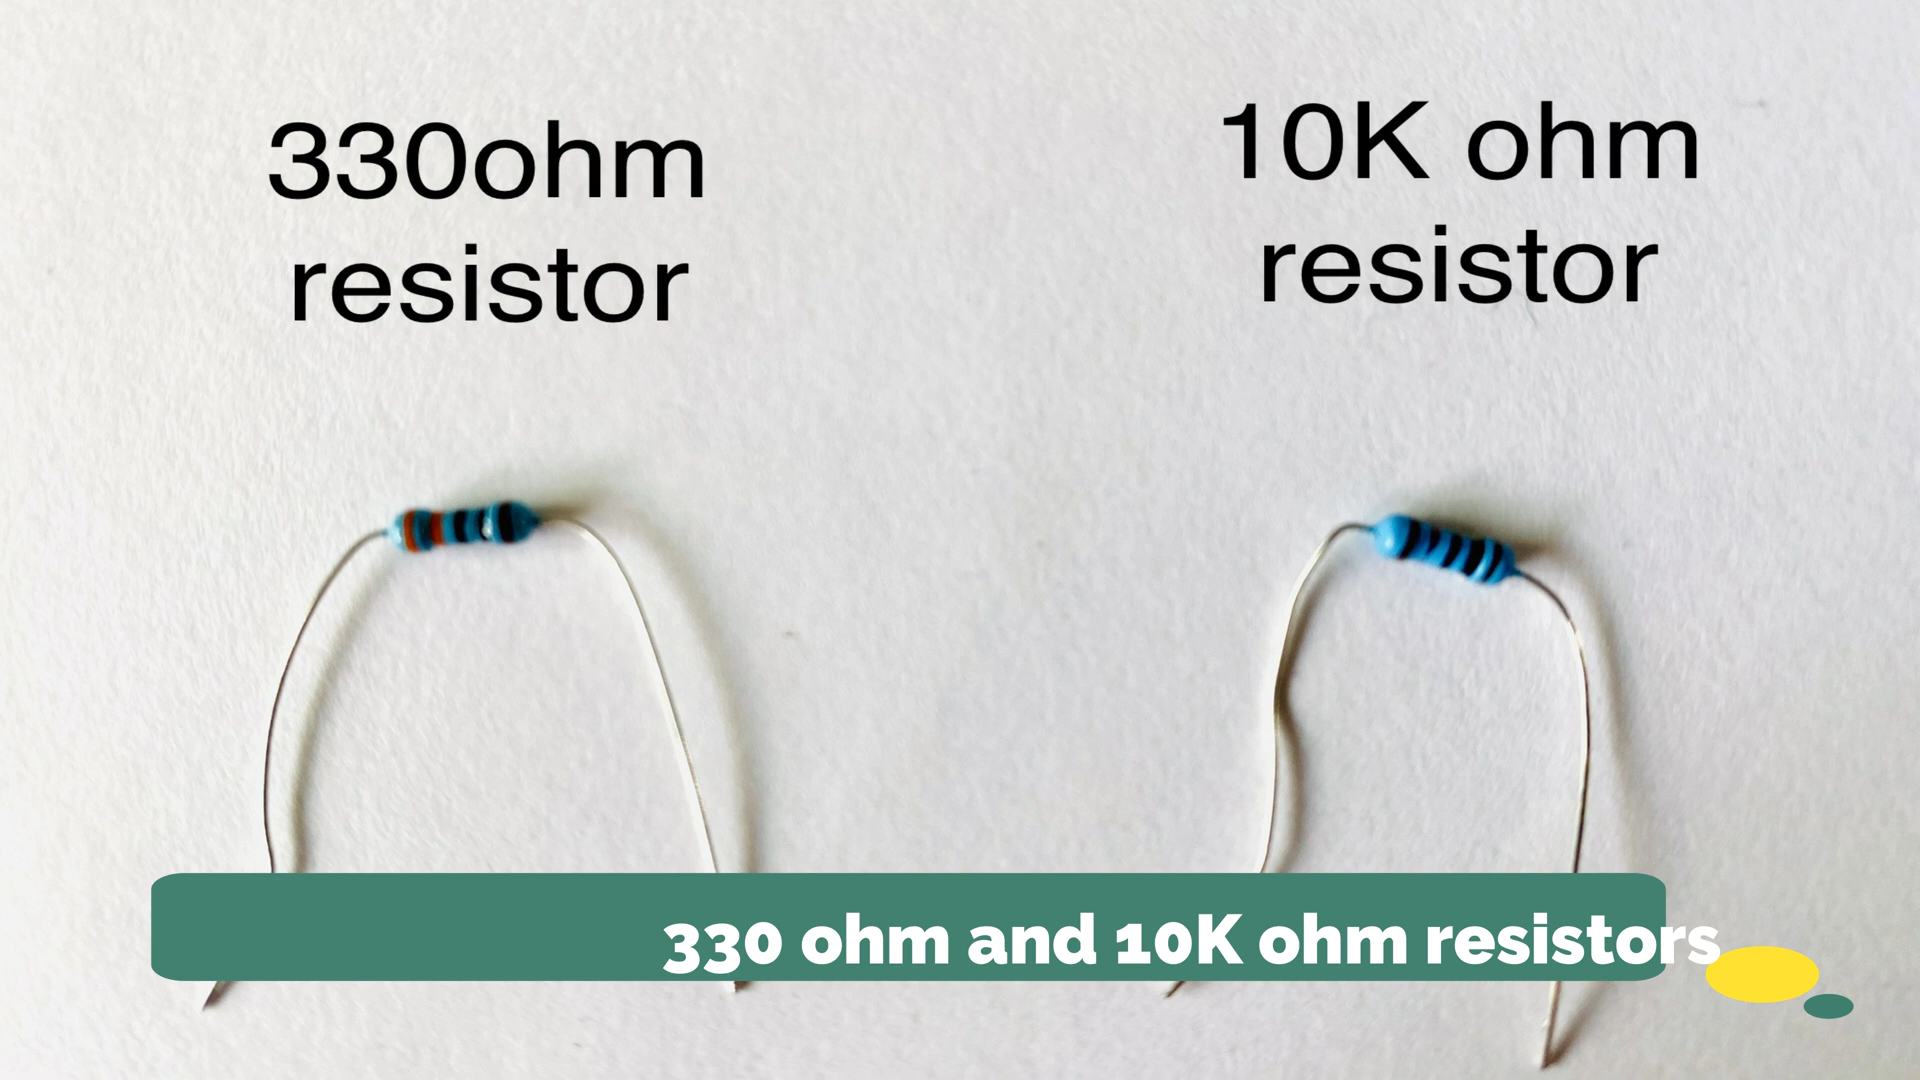 330ohm
resistor
10K ohm
resistor
330 ohm and 10K ohm resistors